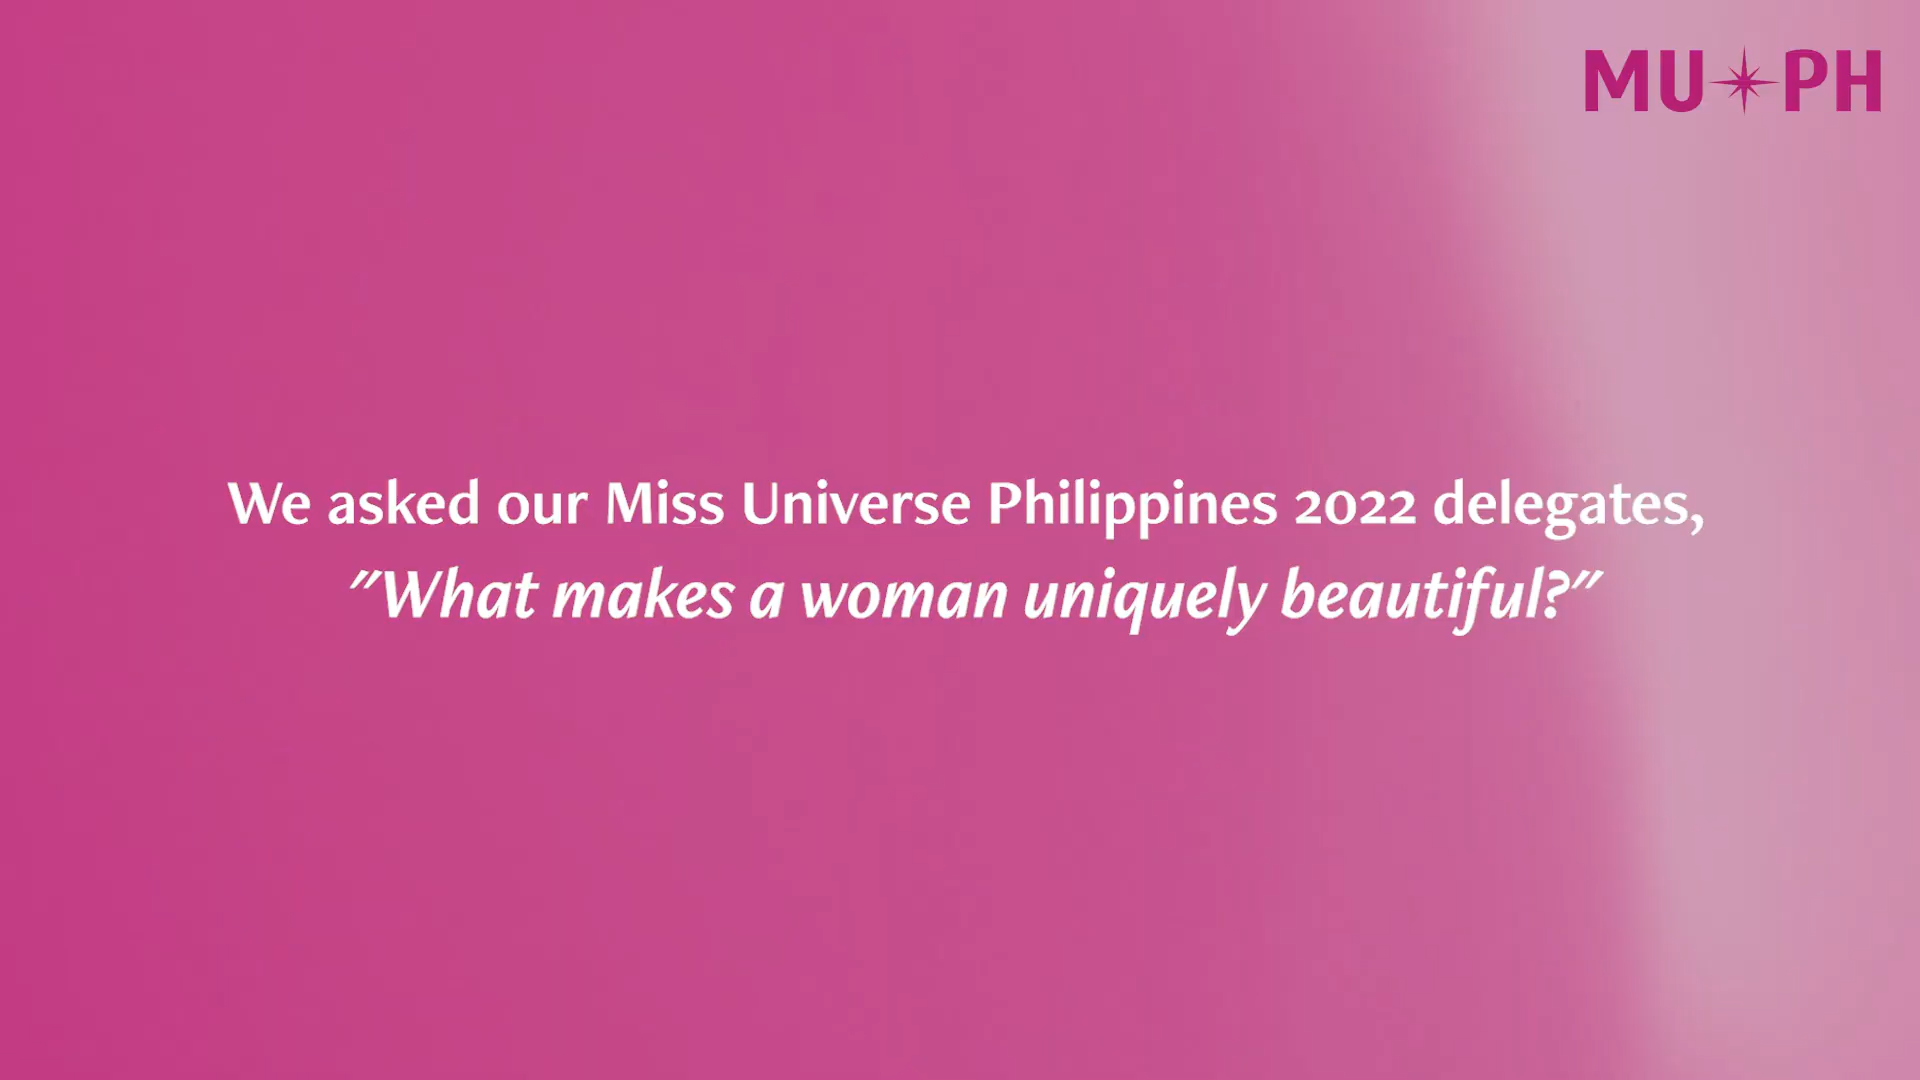 MU PH
We asked our Miss Universe Philippines 2022 delegates,
"What makes a woman uniquely beautiful?"